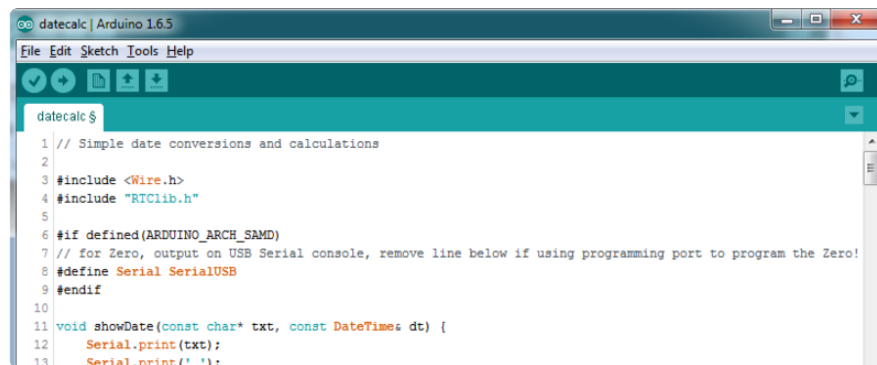 datecalc | Arduino 1.6.5
File Edit Sketch Tools Help
datecalc §
1 // Simple date conversions and calculations
2
3 #include <Wire.h>
4 #include "RTClib.h"
5
6 #if defined(ARDUINO_ARCH_SAMD)
7 // for Zero, output on USB Serial console, remove line below if using programming port to program the Zero!
8 #define Serial SerialUSB
9 #endif
10
11 void showDate(const char* txt, const DateTime& dt) {
12 Serial.print(txt);
13 Serial.print(' ');